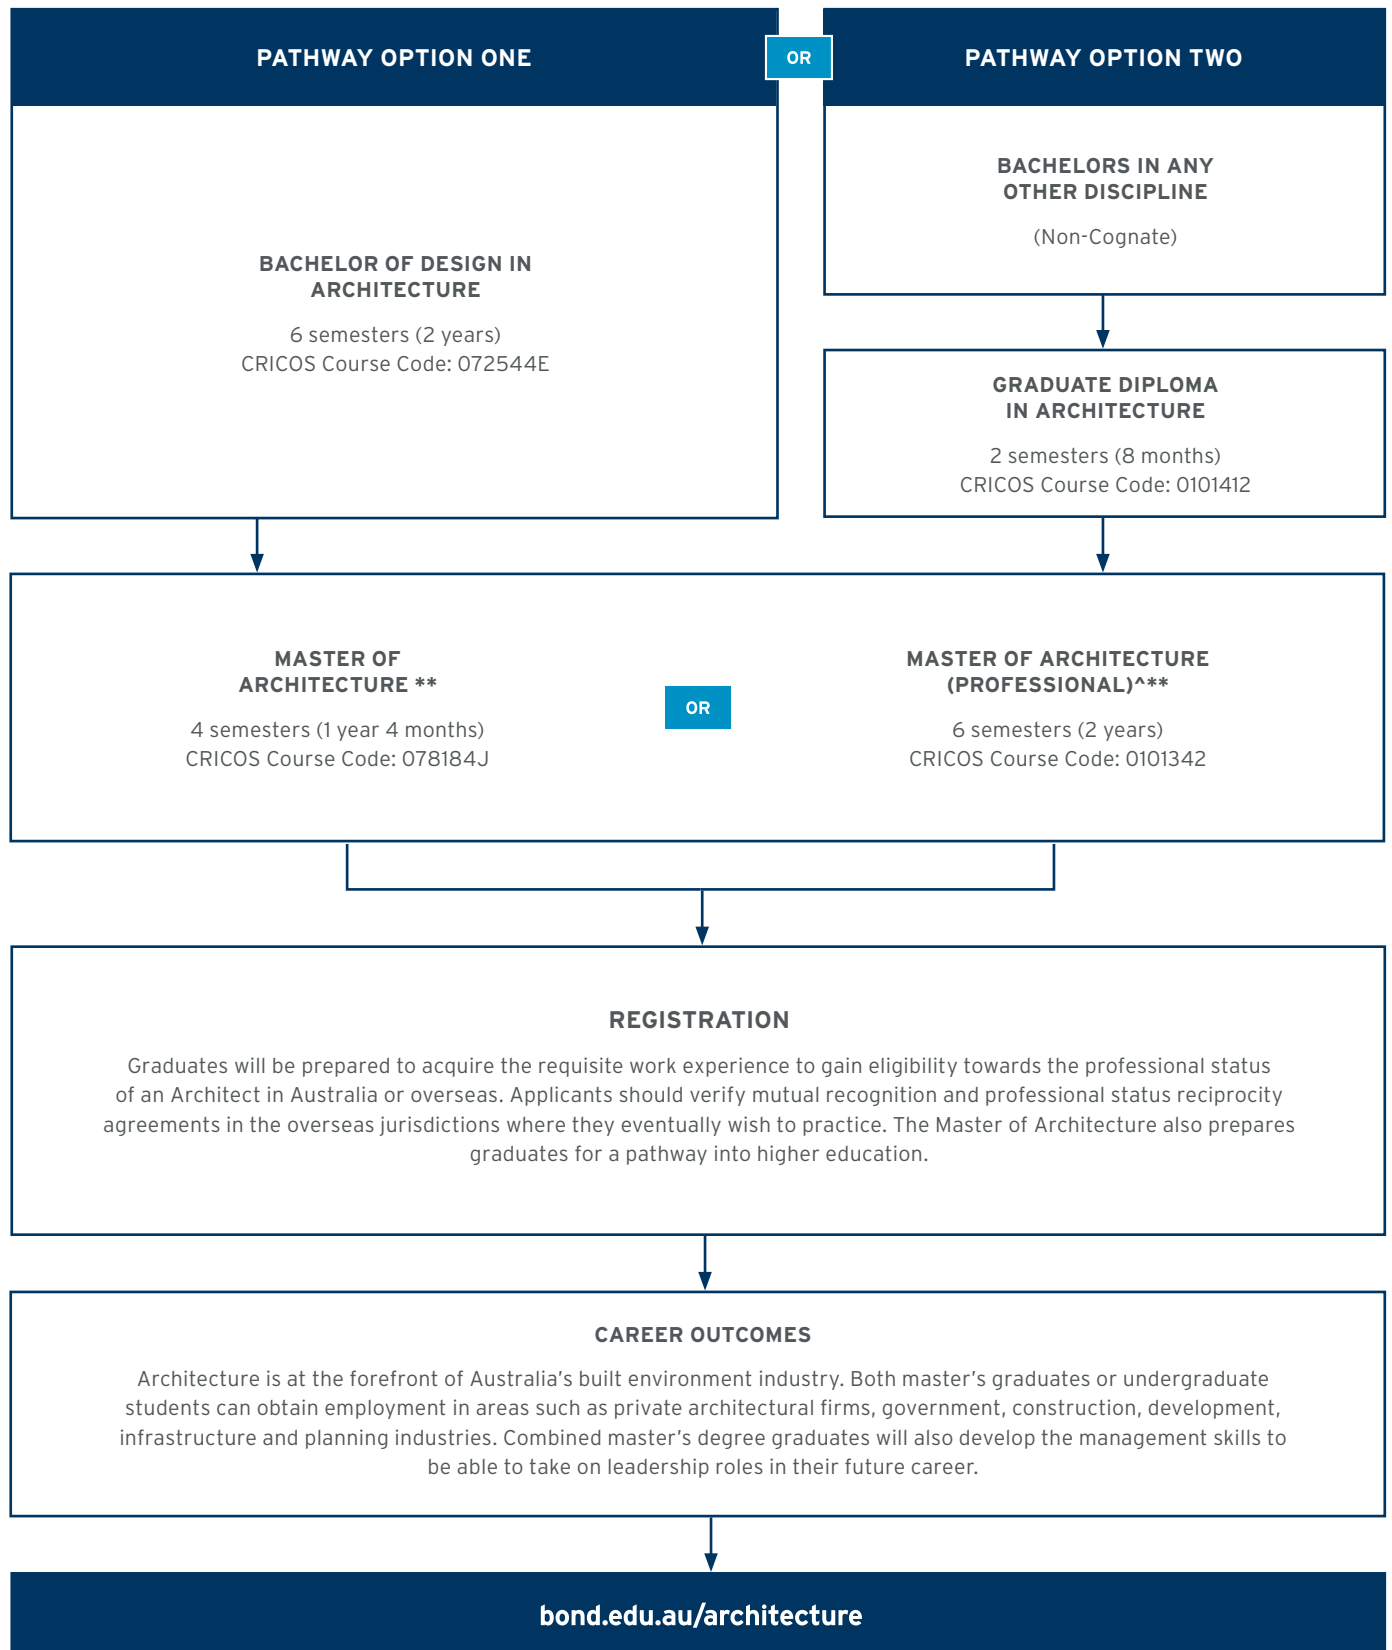 PATHWAY OPTION ONE
OR
PATHWAY OPTION TWO
BACHELOR OF DESIGN IN
ARCHITECTURE
6 semesters (2 years)
CRICOS Course Code: 072544E
BACHELORS IN ANY
OTHER DISCIPLINE
(Non-Cognate)
GRADUATE DIPLOMA
IN ARCHITECTURE
2 semesters (8 months)
CRICOS Course Code: 0101412
MASTER OF
ARCHITECTURE **
4 semesters (1 year 4 months)
CRICOS Course Code: 078184J
OR
MASTER OF ARCHITECTURE
(PROFESSIONAL)^**
6 semesters (2 years)
CRICOS Course Code: 0101342
REGISTRATION
Graduates will be prepared to acquire the requisite work experience to gain eligibility towards the professional status
of an Architect in Australia or overseas. Applicants should verify mutual recognition and professional status reciprocity
agreements in the overseas jurisdictions where they eventually wish to practice. The Master of Architecture also prepares
graduates for a pathway into higher education.
CAREER OUTCOMES
Architecture is at the forefront of Australia's built environment industry. Both master's graduates or undergraduate
students can obtain employment in areas such as private architectural firms, government, construction, development,
infrastructure and planning industries. Combined master's degree graduates will also develop the management skills to
be able to take on leadership roles in their future career.
bond.edu.au/architecture